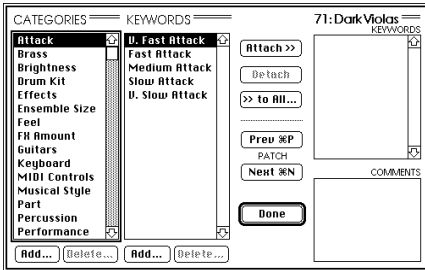 CATEGORIES
Attack
Brass
Brightness
Drum Kit
Effects
Ensemble Size
Feel
FX Amount
Guitars
Keyboard
MIDI Controls
Musical Style
Part
Percussion
Performance
Add...
Delete...
KEYWORDS
V. Fast Attack
Fast Attack
Medium Attack
Slow Attack
V. Slow Attack
Add...
Delete...
Attach >>
Detach
>> to All...
Prev ⌘P
PATCH
Next ⌘N
Done
71: Dark Violas
KEYWORDS
COMMENTS